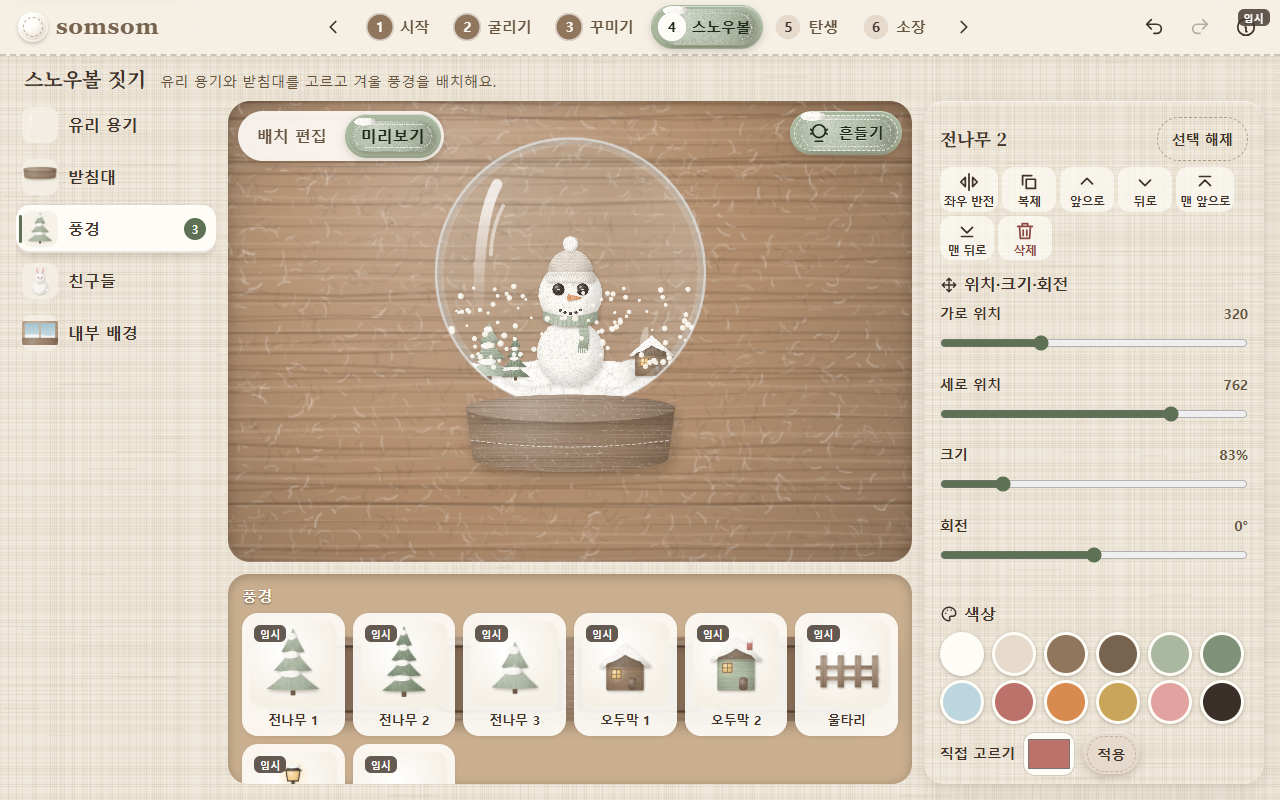 somsom
1 시작
2 굴리기
3 꾸미기
4 스노우볼
5 탄생
6 소장
임시
스노우볼 짓기
유리 용기와 받침대를 고르고 겨울 풍경을 배치해요.
유리 용기
받침대
풍경 3
친구들
내부 배경
배치 편집
미리보기
흔들기
풍경
임시 임시 임시 임시 임시 임시
전나무 1 전나무 2 전나무 3 오두막 1 오두막 2 울타리
임시 임시
전나무 2
선택 해제
좌우 반전 복제 앞으로 뒤로 맨 앞으로
맨 뒤로 삭제
위치·크기·회전
가로 위치 320
세로 위치 762
크기 83%
회전 0°
색상
직접 고르기 적용